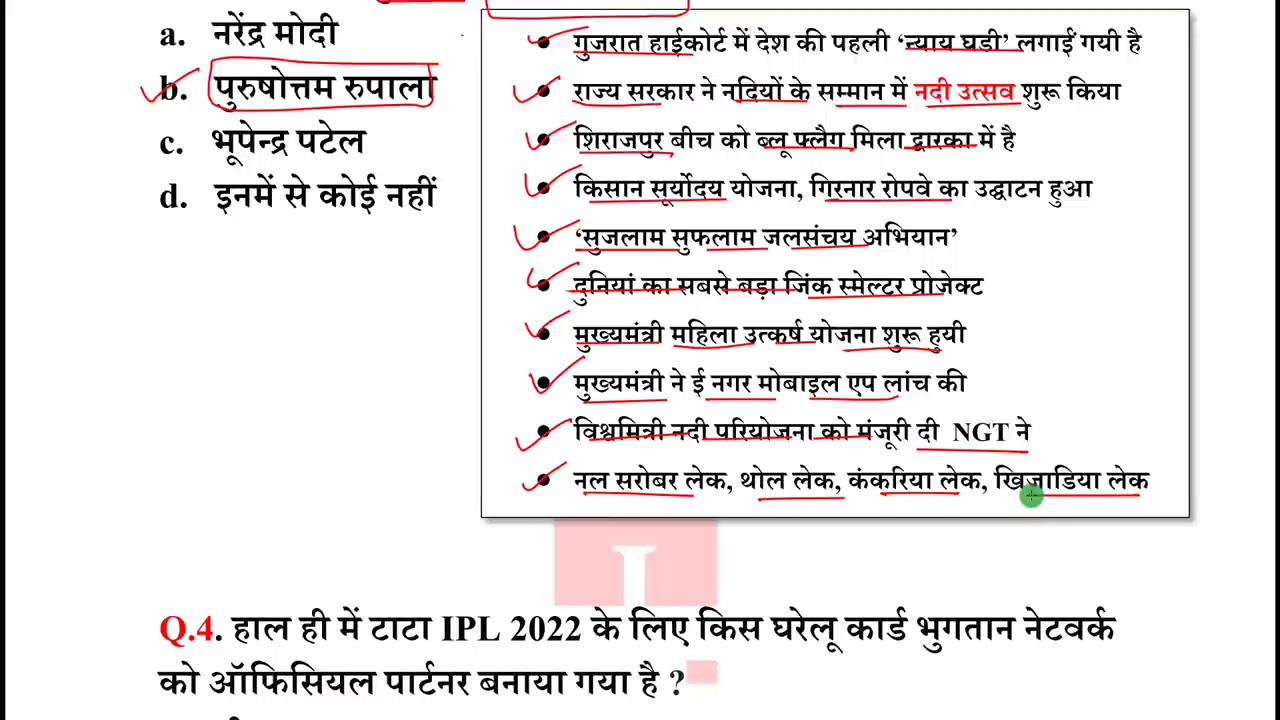 a. नरेंद्र मोदी
b. पुरुषोत्तम रुपाला
c. भूपेन्द्र पटेल
d. इनमें से कोई नहीं
• गुजरात हाईकोर्ट में देश की पहली ‘न्याय घडी’ लगाईं गयी है
• राज्य सरकार ने नदियों के सम्मान में नदी उत्सव शुरू किया
• शिराजपुर बीच को ब्लू फ्लैग मिला द्वारका में है
• किसान सूर्योदय योजना, गिरनार रोपवे का उद्घाटन हुआ
• ‘सुजलाम सुफलाम जलसंचय अभियान’
• दुनियां का सबसे बड़ा जिंक स्मेल्टर प्रोजेक्ट
• मुख्यमंत्री महिला उत्कर्ष योजना शुरू हुयी
• मुख्यमंत्री ने ई नगर मोबाइल एप लांच की
• विश्वमित्री नदी परियोजना को मंजूरी दी NGT ने
• नल सरोबर लेक, थोल लेक, कंकरिया लेक, खिजाडिया लेक
Q.4. हाल ही में टाटा IPL 2022 के लिए किस घरेलू कार्ड भुगतान नेटवर्क
को ऑफिसियल पार्टनर बनाया गया है ?